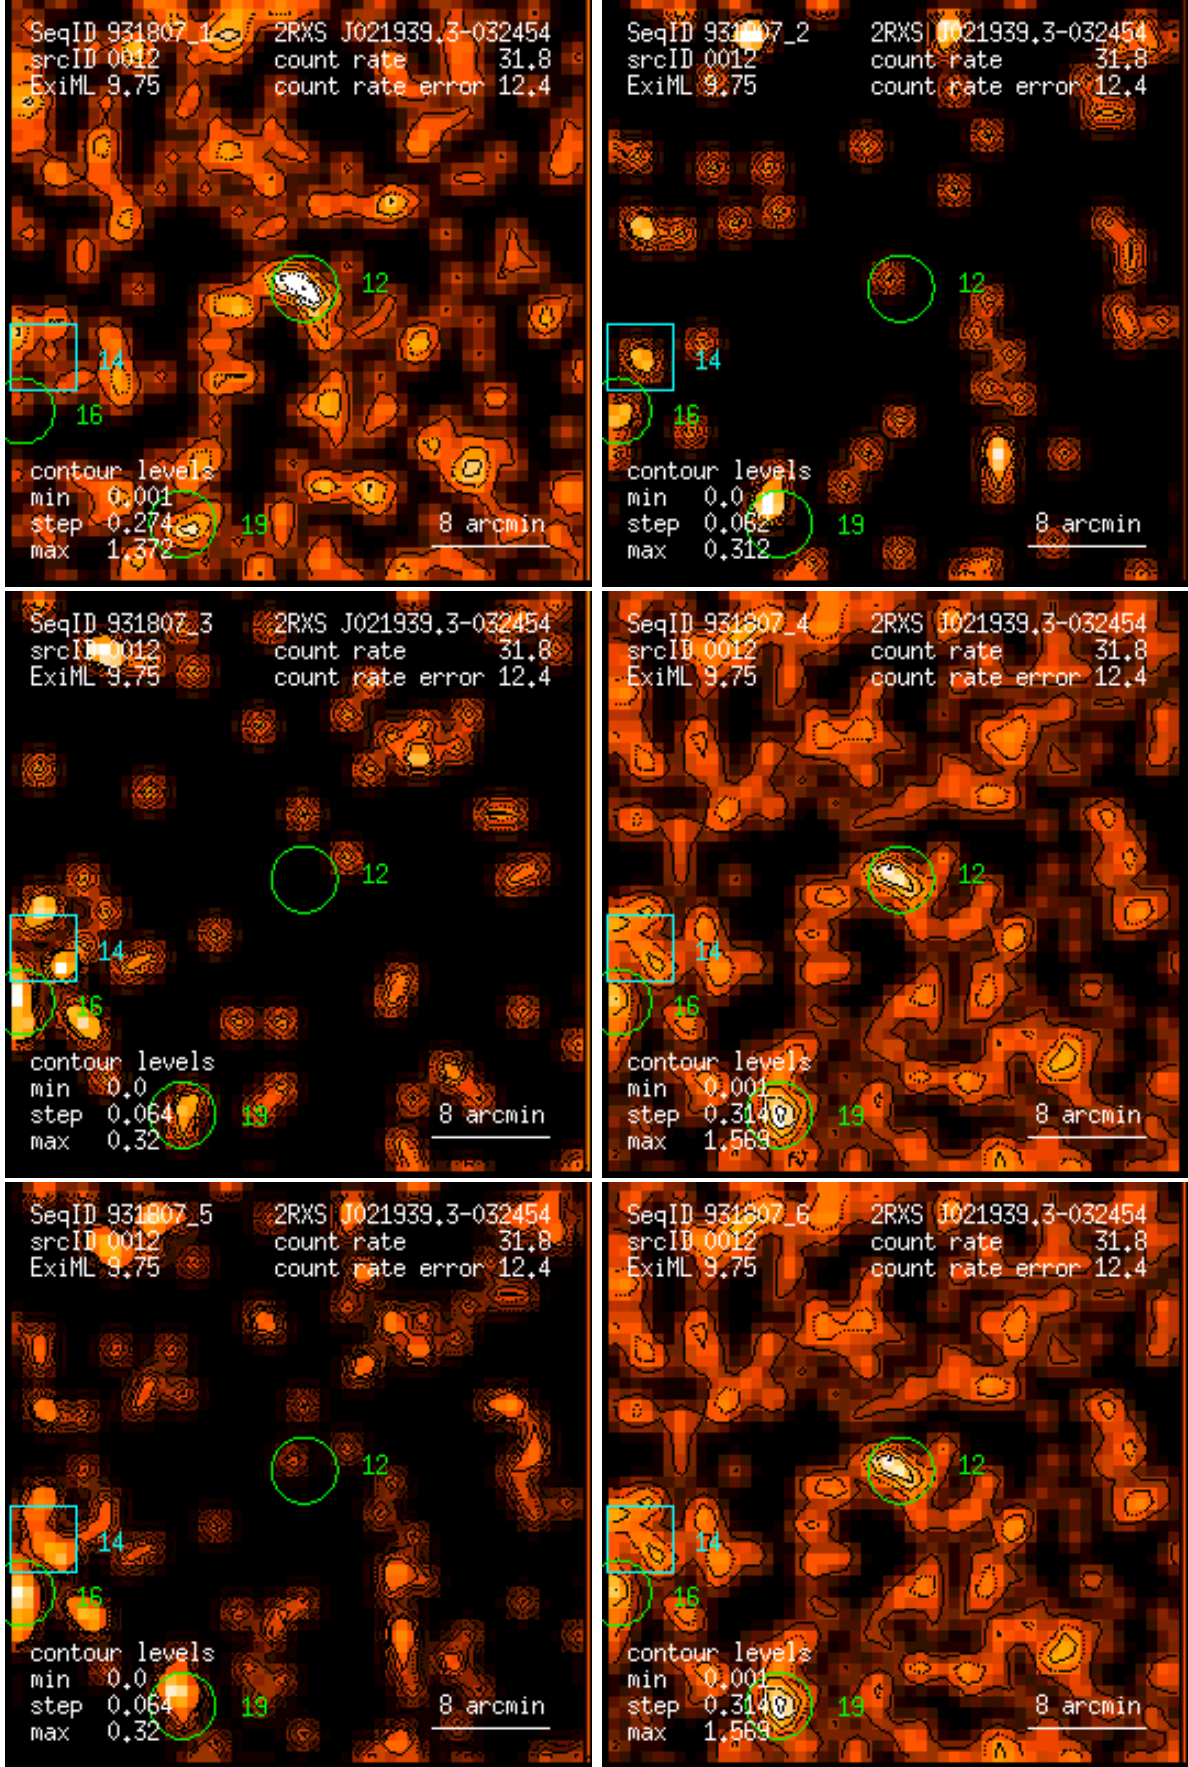 SeqID 931807_1 2RXS J021939.3-032454
srcID 0012 count rate 31.8
ExiML 9.75 count rate error 12.4
12
14
16
contour levels
min 0.001
step 0.274 19 8 arcmin
max 1.372
SeqID 931807_2 2RXS J021939.3-032454
srcID 0012 count rate 31.8
ExiML 9.75 count rate error 12.4
12
14
16
contour levels
min 0.0
step 0.062 19 8 arcmin
max 0.312
SeqID 931807_3 2RXS J021939.3-032454
srcID 0012 count rate 31.8
ExiML 9.75 count rate error 12.4
12
14
16
contour levels
min 0.0
step 0.064 19 8 arcmin
max 0.32
SeqID 931807_4 2RXS J021939.3-032454
srcID 0012 count rate 31.8
ExiML 9.75 count rate error 12.4
12
14
16
contour levels
min 0.001
step 0.314 19 8 arcmin
max 1.569
SeqID 931807_5 2RXS J021939.3-032454
srcID 0012 count rate 31.8
ExiML 9.75 count rate error 12.4
12
14
16
contour levels
min 0.0
step 0.064 19 8 arcmin
max 0.32
SeqID 931807_6 2RXS J021939.3-032454
srcID 0012 count rate 31.8
ExiML 9.75 count rate error 12.4
12
14
16
contour levels
min 0.001
step 0.314 19 8 arcmin
max 1.569